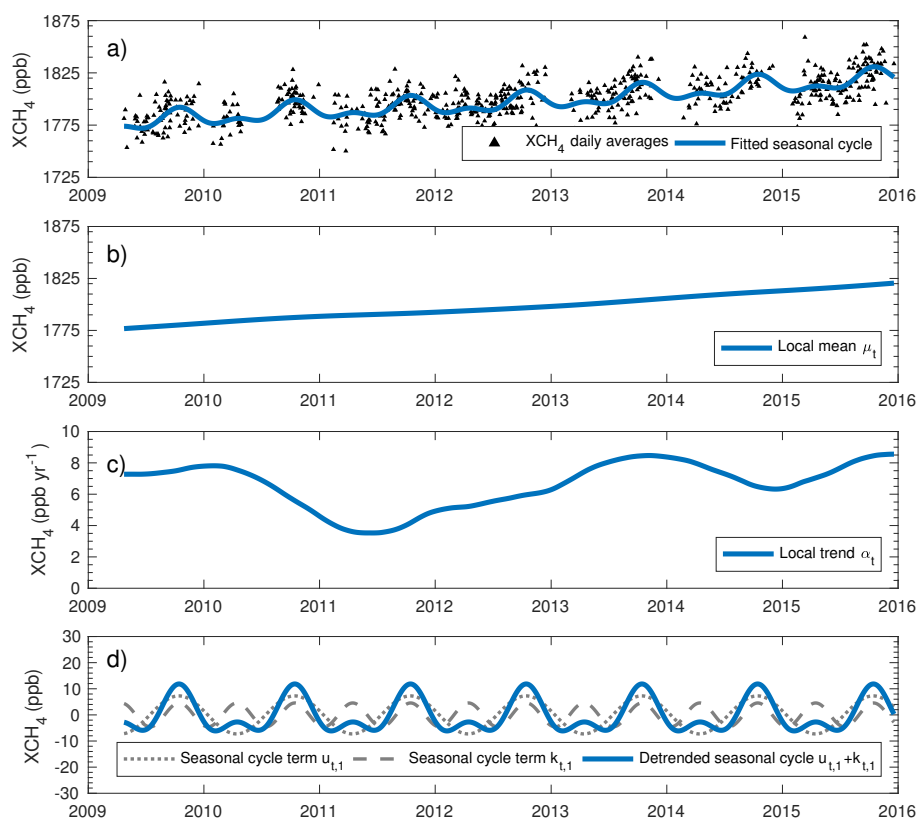 1875
1825
1775
1725
XCH4 (ppb)
a)
XCH4 daily averages
Fitted seasonal cycle
2009 2010 2011 2012 2013 2014 2015 2016
1875
1825
1775
1725
XCH4 (ppb)
b)
Local mean μt
2009 2010 2011 2012 2013 2014 2015 2016
10
8
6
4
2
0
XCH4 (ppb yr-1)
c)
Local trend αt
2009 2010 2011 2012 2013 2014 2015 2016
30
20
10
0
-10
-20
-30
XCH4 (ppb)
d)
Seasonal cycle term ut,1
Seasonal cycle term kt,1
Detrended seasonal cycle ut,1+kt,1
2009 2010 2011 2012 2013 2014 2015 2016